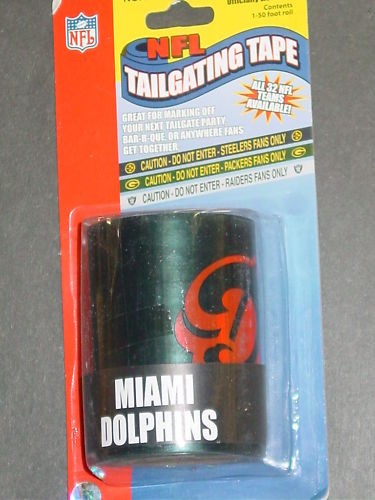 Contents
1-50 foot roll
NFL
NFL
TAILGATING TAPE
GREAT FOR MARKING OFF
YOUR NEXT TAILGATE PARTY,
BAR-B-QUE, OR ANYWHERE FANS
GET TOGETHER.
ALL 32 NFL
TEAMS
AVAILABLE!
CAUTION - DO NOT ENTER - STEELERS FANS ONLY
G CAUTION - DO NOT ENTER - PACKERS FANS ONLY G
CAUTION - DO NOT ENTER - RAIDERS FANS ONLY
MIAMI
DOLPHINS